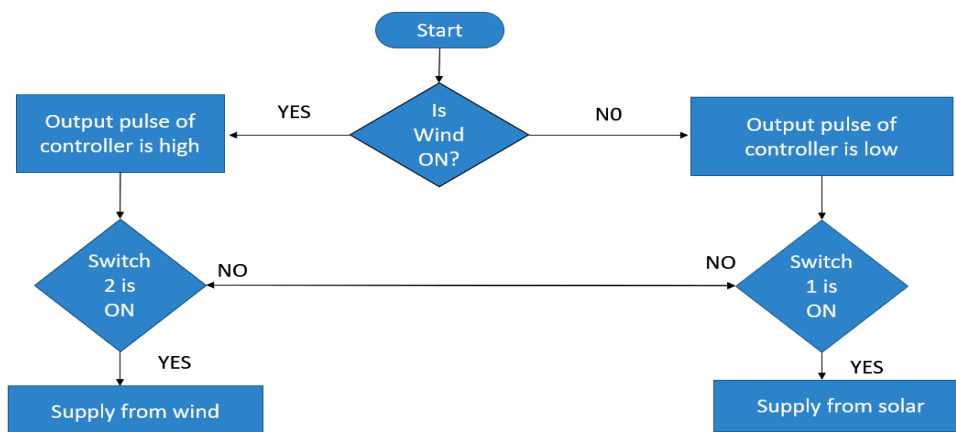 Start
Is
Wind
ON?
YES
N0
Output pulse of
controller is high
Output pulse of
controller is low
Switch
2 is
ON
NO
NO
Switch
1 is
ON
YES
YES
Supply from wind
Supply from solar